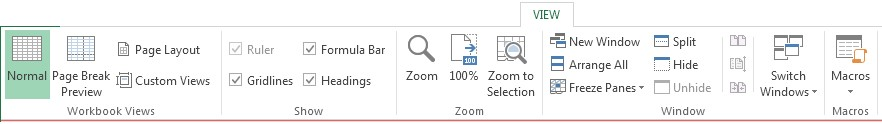 VIEW
Normal
Page Break
Preview
Page Layout
Custom Views
Workbook Views
Ruler
Formula Bar
Gridlines
Headings
Show
Zoom
100
100%
Zoom to
Selection
Zoom
New Window
Arrange All
Freeze Panes
Split
Hide
Unhide
Switch
Windows
Window
Macros
Macros